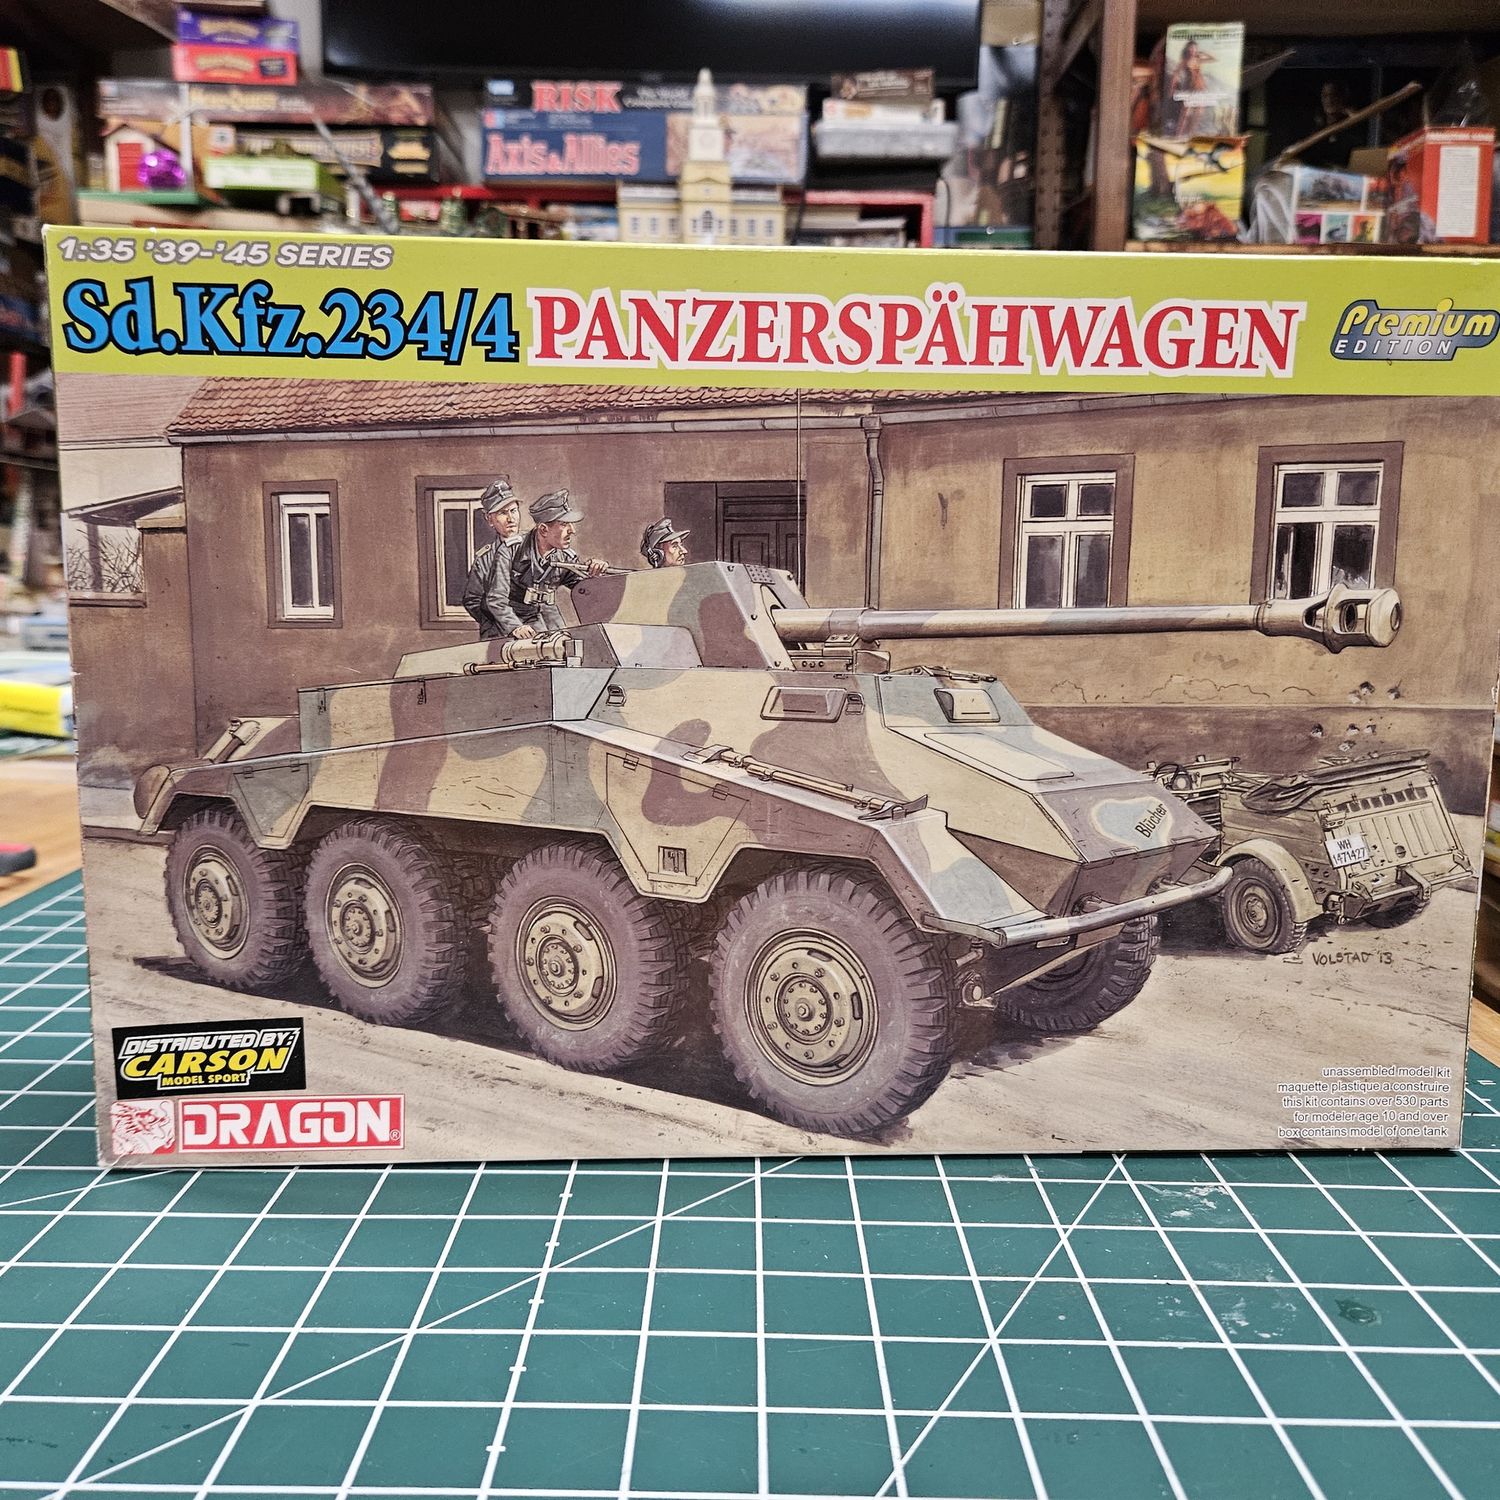 RISK
Axis & Allies
1:35 '39-'45 SERIES
Sd.Kfz.234/4 PANZERSPÄHWAGEN
Premium
EDITION
Blücher
WH
1471427
VOLSTAD '13
DISTRIBUTED BY:
CARSON
MODEL SPORT
DRAGON®
unassembled model kit
maquette plastique a construire
this kit contains over 530 parts
for modeler age 10 and over
box contains model of one tank